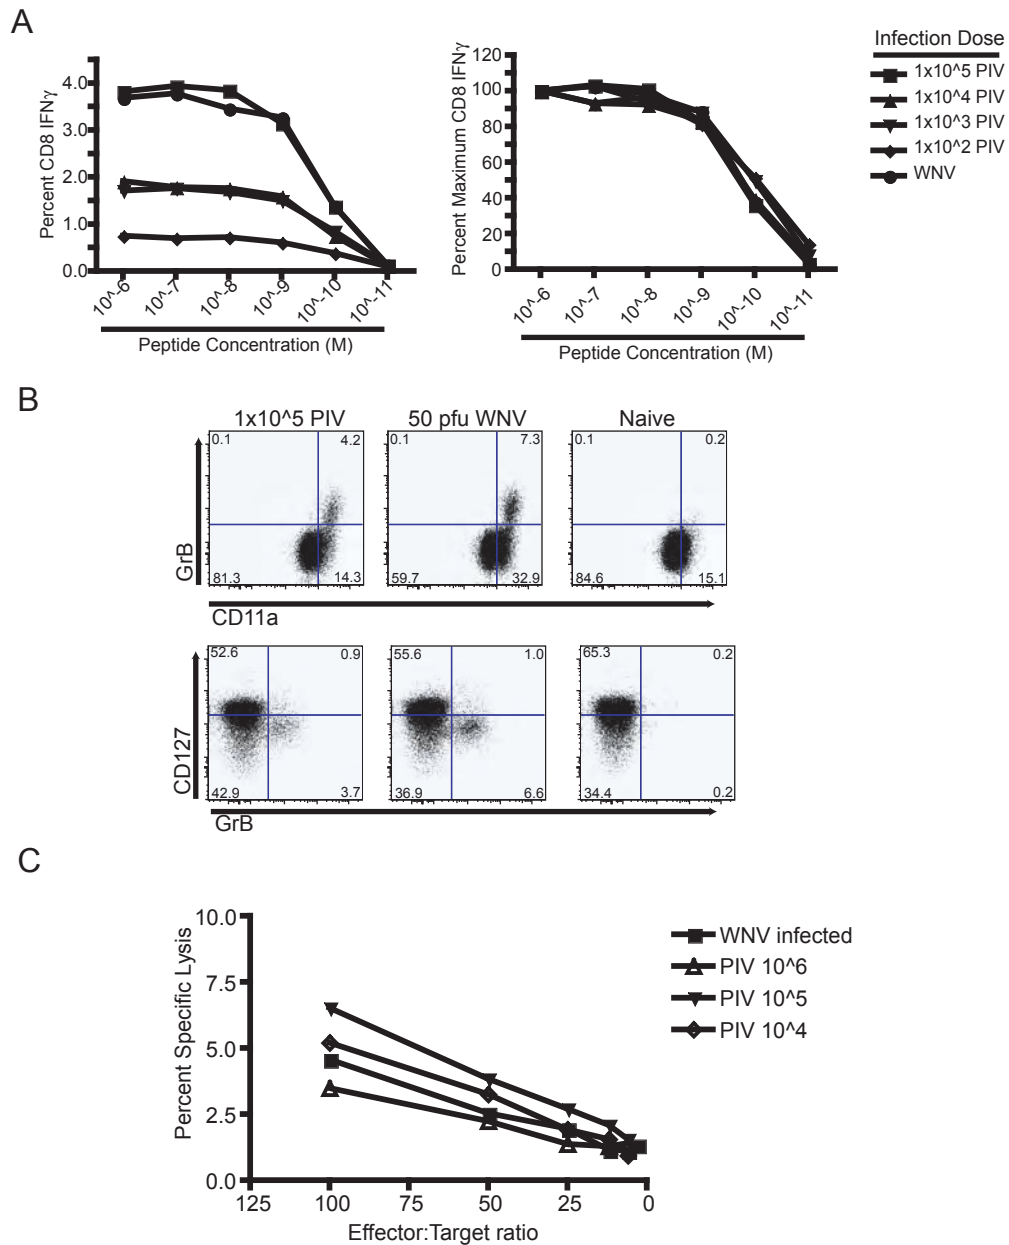 A
Percent CD8 IFNγ
4.0
3.0
2.0
1.0
0.0
10^-6
10^-7
10^-8
10^-9
10^-10
10^-11
Peptide Concentration (M)
Percent Maximum CD8 IFNγ
120
100
80
60
40
20
0
10^-6
10^-7
10^-8
10^-9
10^-10
10^-11
Peptide Concentration (M)
Infection Dose
1x10^5 PIV
1x10^4 PIV
1x10^3 PIV
1x10^2 PIV
WNV
B
1x10^5 PIV
50 pfu WNV
Naive
0.1
4.2
81.3
14.3
0.1
7.3
59.7
32.9
0.1
0.2
84.6
15.1
GrB
CD11a
52.6
0.9
42.9
3.7
55.6
1.0
36.9
6.6
65.3
0.2
34.4
0.2
CD127
GrB
C
Percent Specific Lysis
10.0
7.5
5.0
2.5
0.0
125
100
75
50
25
0
Effector:Target ratio
WNV infected
PIV 10^6
PIV 10^5
PIV 10^4